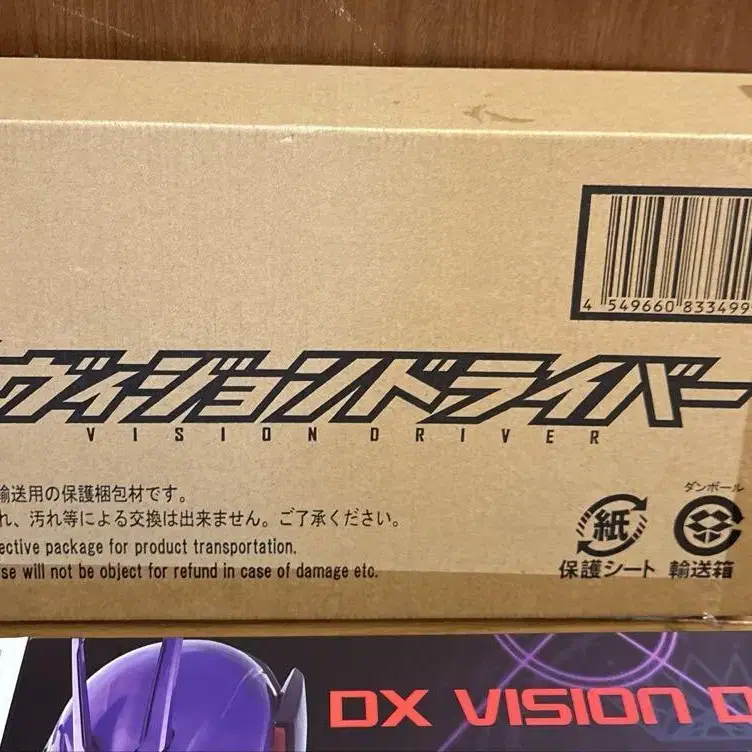 4 549660 833499
ヴィジョンドライバー
VISION DRIVER
輸送用の保護梱包材です。
れ、汚れ等による交換は出来ません。ご了承ください。
ective package for product transportation.
se will not be object for refund in case of damage etc.
紙
保護シート
ダンボール
輸送箱
DX VISION D